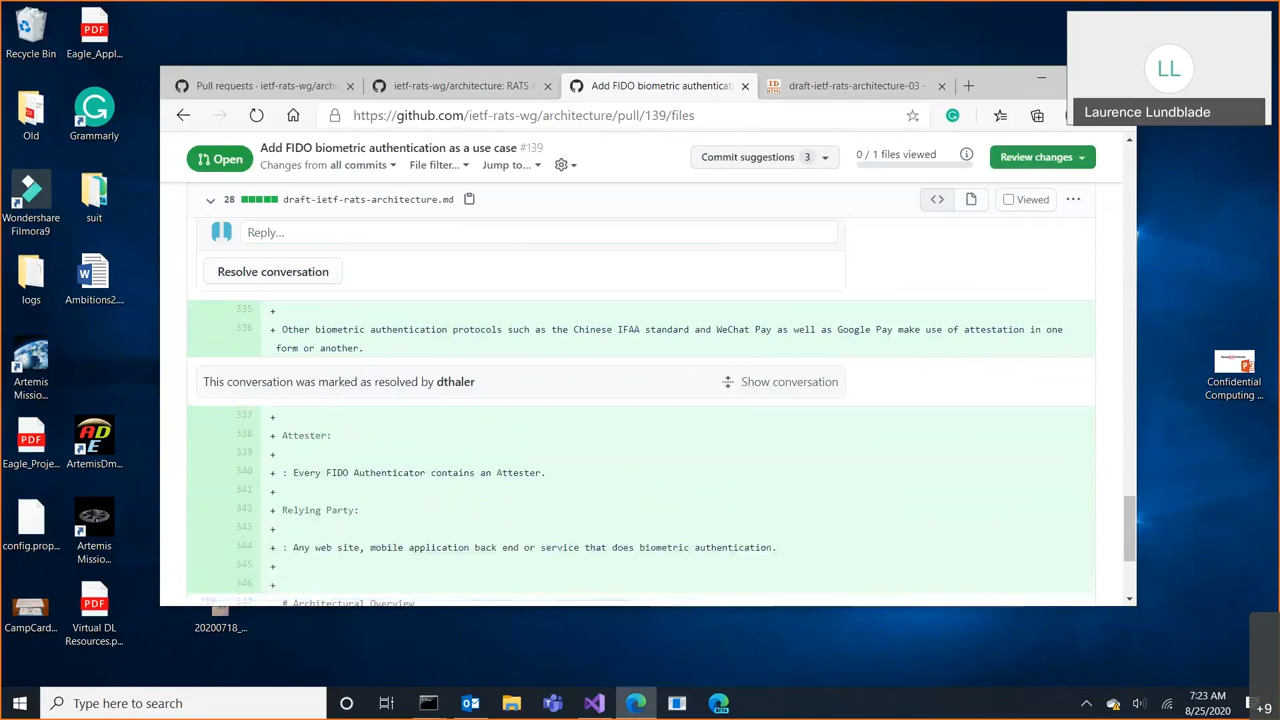 Recycle Bin
Eagle_Appl...
Old
Grammarly
Wondershare
Filmora9
suit
logs
Ambitions2....
Artemis
Missio...
Eagle_Proje...
ArtemisDm...
config.prop...
Artemis
Missio...
CampCard...
Virtual DL
Resources.p...
20200718_...
Confidential
Computing ...
LL
Laurence Lundblade
Pull requests · ietf-rats-wg/archi
ietf-rats-wg/architecture: RATS A
Add FIDO biometric authenticat
draft-ietf-rats-architecture-03 -
https://github.com/ietf-rats-wg/architecture/pull/139/files
Open
Add FIDO biometric authentication as a use case #139
Changes from all commits
File filter...
Jump to...
Commit suggestions 3
0 / 1 files viewed
Review changes
28
draft-ietf-rats-architecture.md
Viewed
Reply...
Resolve conversation
335 +
336 + Other biometric authentication protocols such as the Chinese IFAA standard and WeChat Pay as well as Google Pay make use of attestation in one
form or another.
This conversation was marked as resolved by dthaler
Show conversation
337 +
338 + Attester:
339 +
340 + : Every FIDO Authenticator contains an Attester.
341 +
342 + Relying Party:
343 +
344 + : Any web site, mobile application back end or service that does biometric authentication.
345 +
346 +
347 # Architectural Overview
Type here to search
7:23 AM
8/25/2020
+9